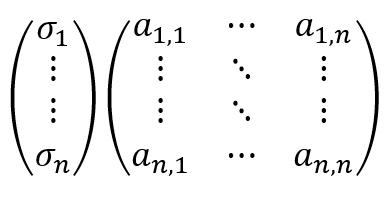 ( σ₁ ) ( a₁,₁ ⋯ a₁,ₙ )
( ⋮ ) ( ⋮ ⋱ ⋮ )
( ⋮ ) ( ⋮ ⋱ ⋮ )
( σₙ ) ( aₙ,₁ ⋯ aₙ,ₙ )